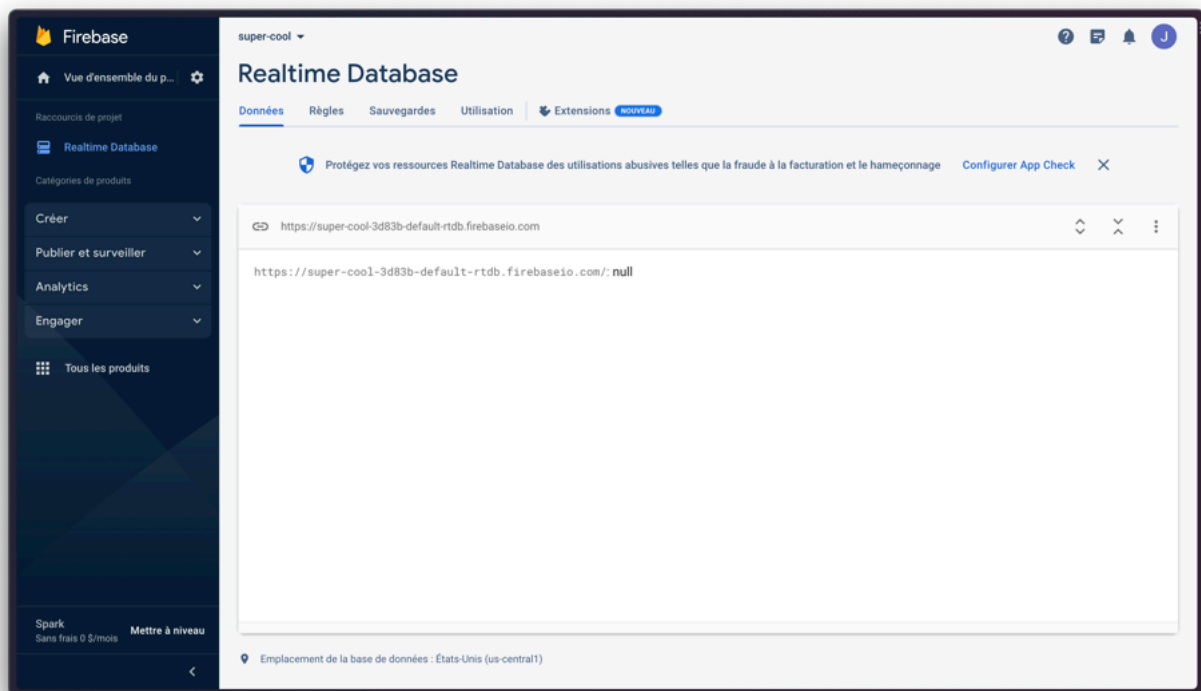 Firebase
Vue d'ensemble du p...
Raccourcis de projet
Realtime Database
Catégories de produits
Créer
Publier et surveiller
Analytics
Engager
Tous les produits
Spark
Sans frais 0 $/mois
Mettre à niveau
super-cool
J
Realtime Database
Données Règles Sauvegardes Utilisation Extensions NOUVEAU
Protégez vos ressources Realtime Database des utilisations abusives telles que la fraude à la facturation et le hameçonnage Configurer App Check
https://super-cool-3d83b-default-rtdb.firebaseio.com
https://super-cool-3d83b-default-rtdb.firebaseio.com/: null
Emplacement de la base de données : États-Unis (us-central1)